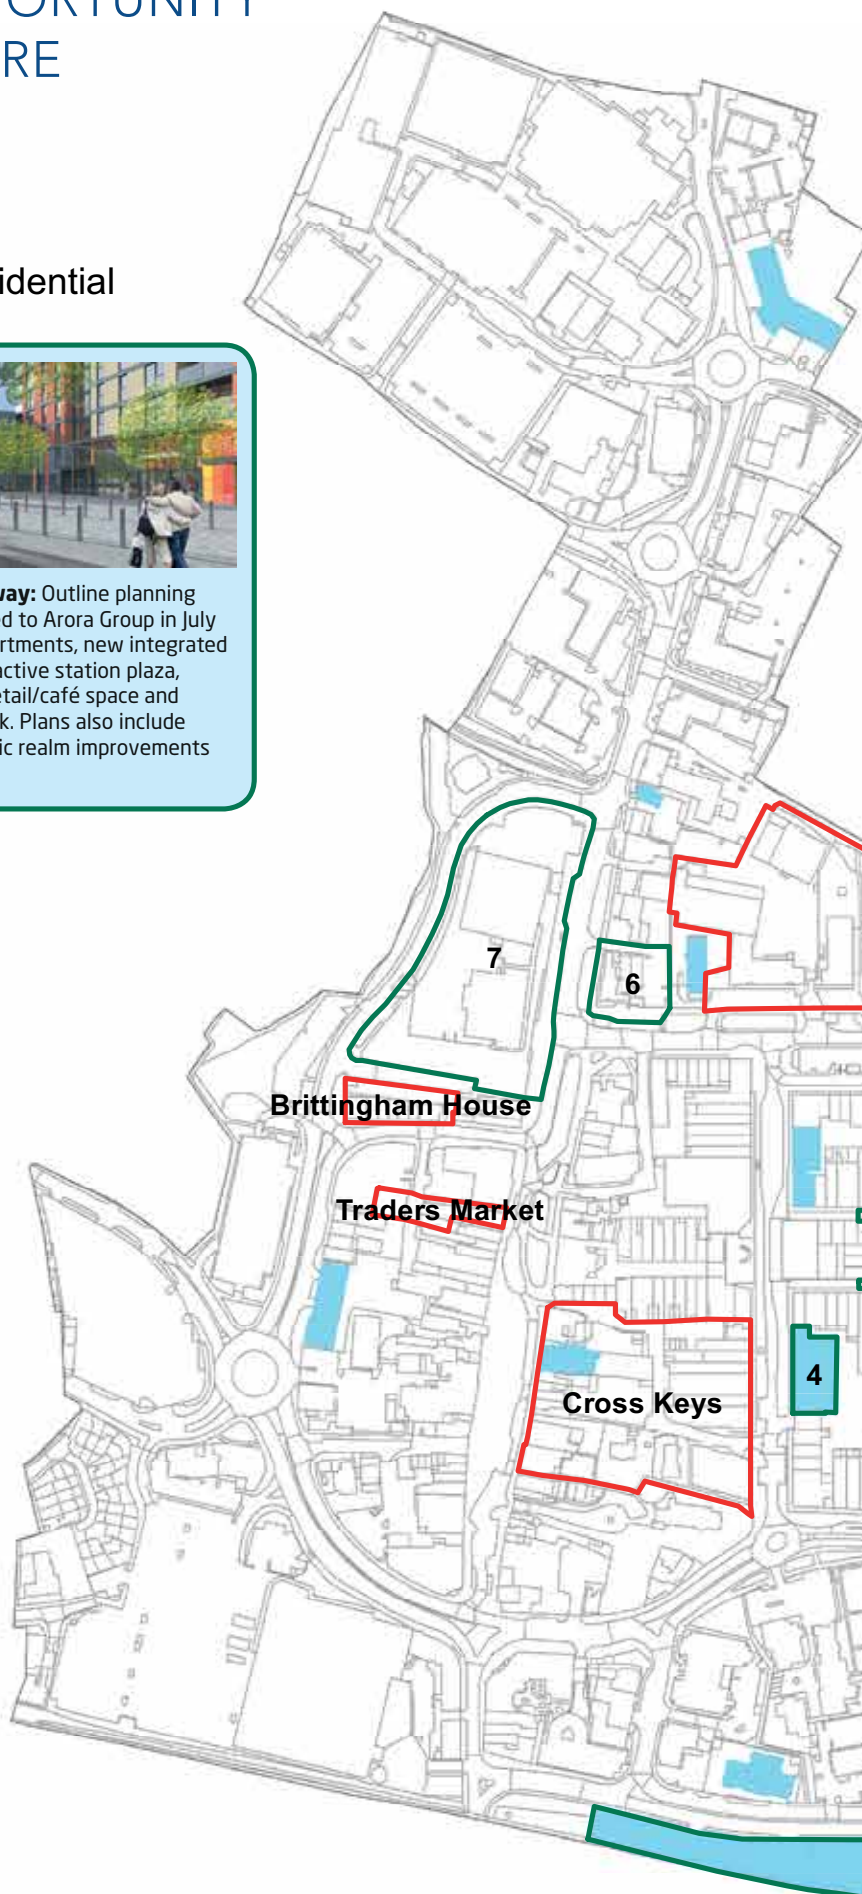 ORTUNITY
RE
idential
way: Outline planning
ed to Arora Group in July
rtments, new integrated
active station plaza,
etail/café space and
k. Plans also include
ic realm improvements
7
6
Brittingham House
Traders Market
4
Cross Keys